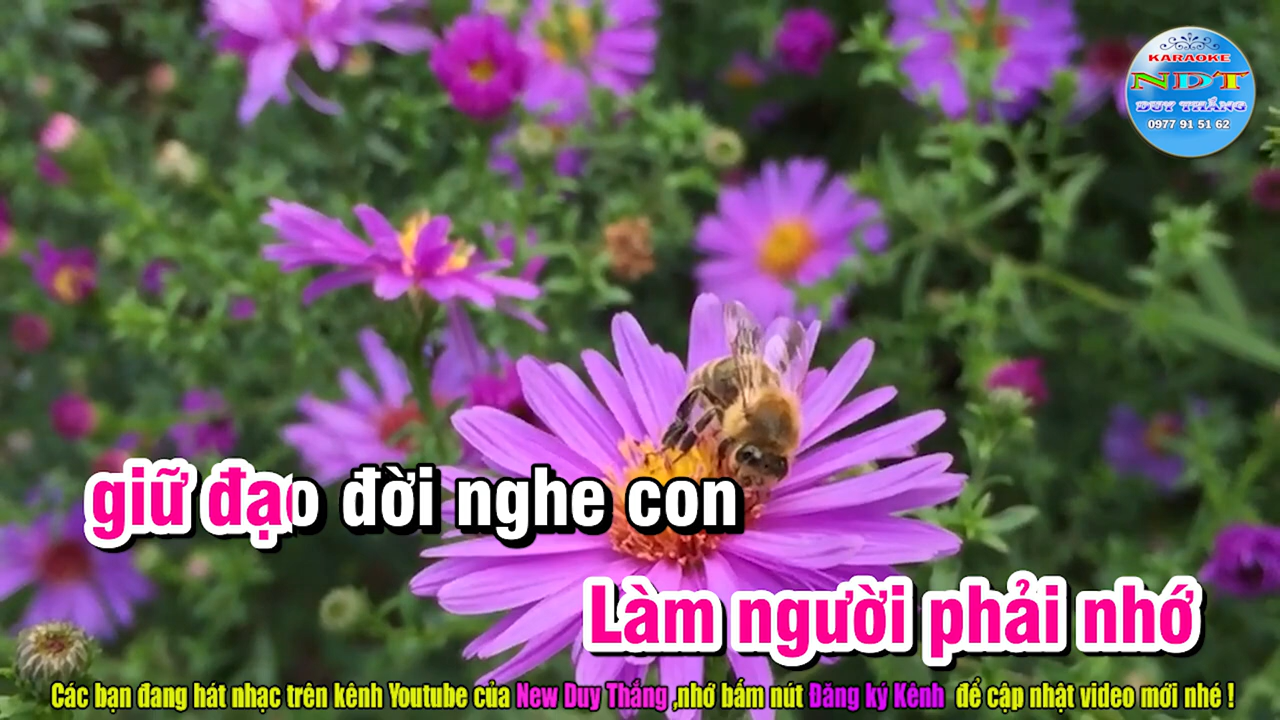 KARAOKE
NDT
DUY THẮNG
0977 91 51 62
giữ đạo đời nghe con
Làm người phải nhớ
Các bạn đang hát nhạc trên kênh Youtube của New Duy Thắng ,nhớ bấm nút Đăng ký Kênh để cập nhật video mới nhé !